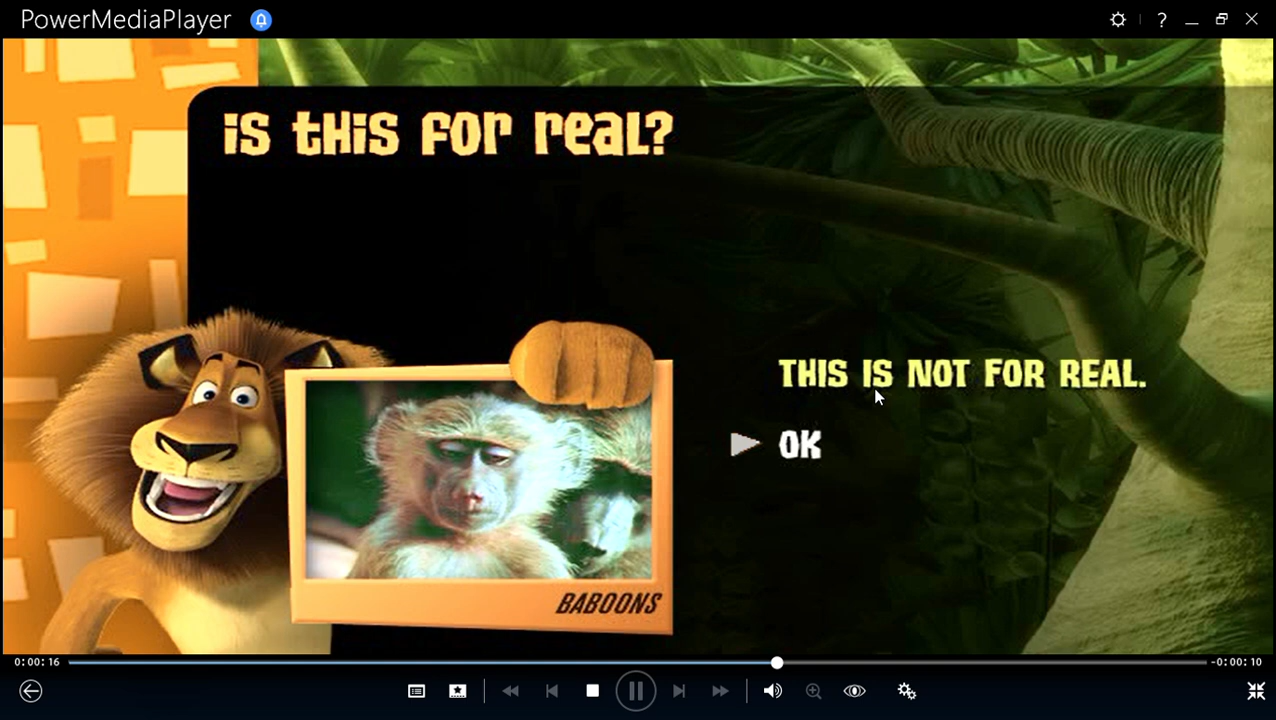 PowerMediaPlayer
iS tHiS FOR REAL?
THIS IS NOT FOR REAL.
OK
BABOONS
0:00:16
-0:00:10